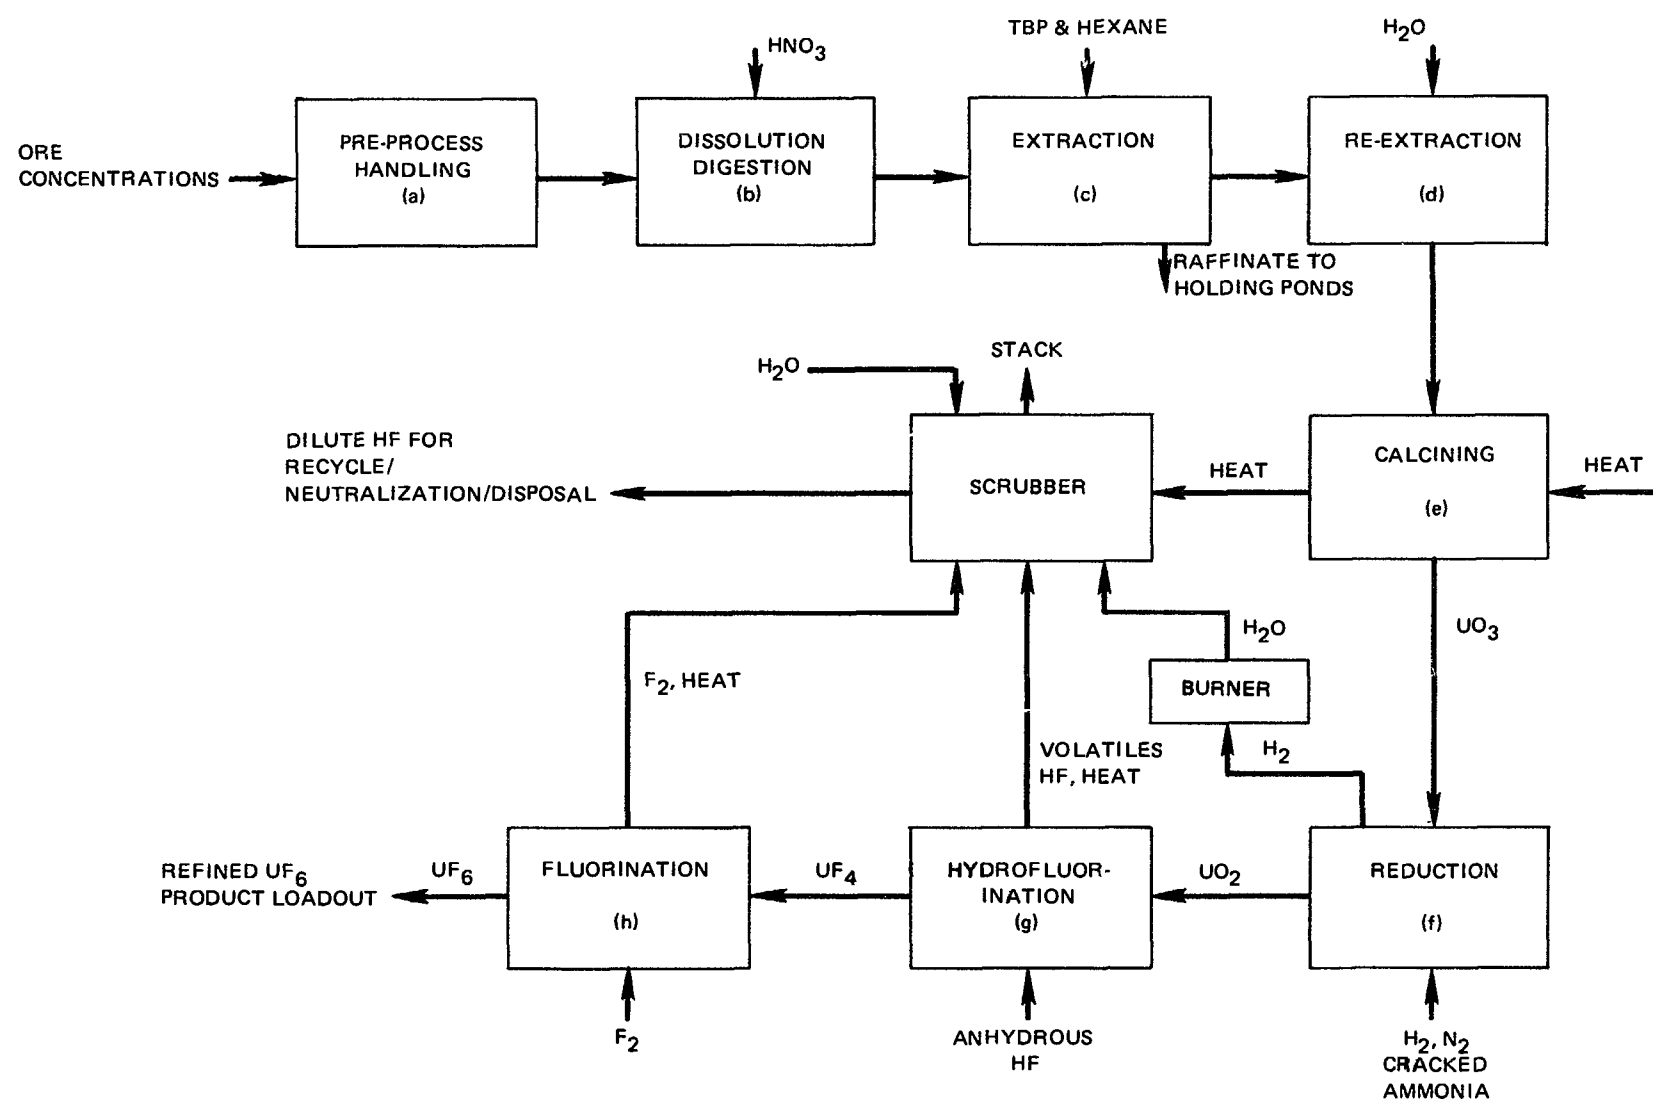 TBP & HEXANE
H2O
HNO3
ORE
CONCENTRATIONS
PRE-PROCESS
HANDLING
(a)
DISSOLUTION
DIGESTION
(b)
EXTRACTION
(c)
RE-EXTRACTION
(d)
RAFFINATE TO
HOLDING PONDS
STACK
H2O
DILUTE HF FOR
RECYCLE/
NEUTRALIZATION/DISPOSAL
SCRUBBER
HEAT
CALCINING
(e)
HEAT
F2, HEAT
VOLATILES
HF, HEAT
H2O
BURNER
H2
UO3
REFINED UF6
PRODUCT LOADOUT
UF6
FLUORINATION
(h)
UF4
HYDROFLUOR-
INATION
(g)
UO2
REDUCTION
(f)
F2
ANHYDROUS
HF
H2, N2
CRACKED
AMMONIA